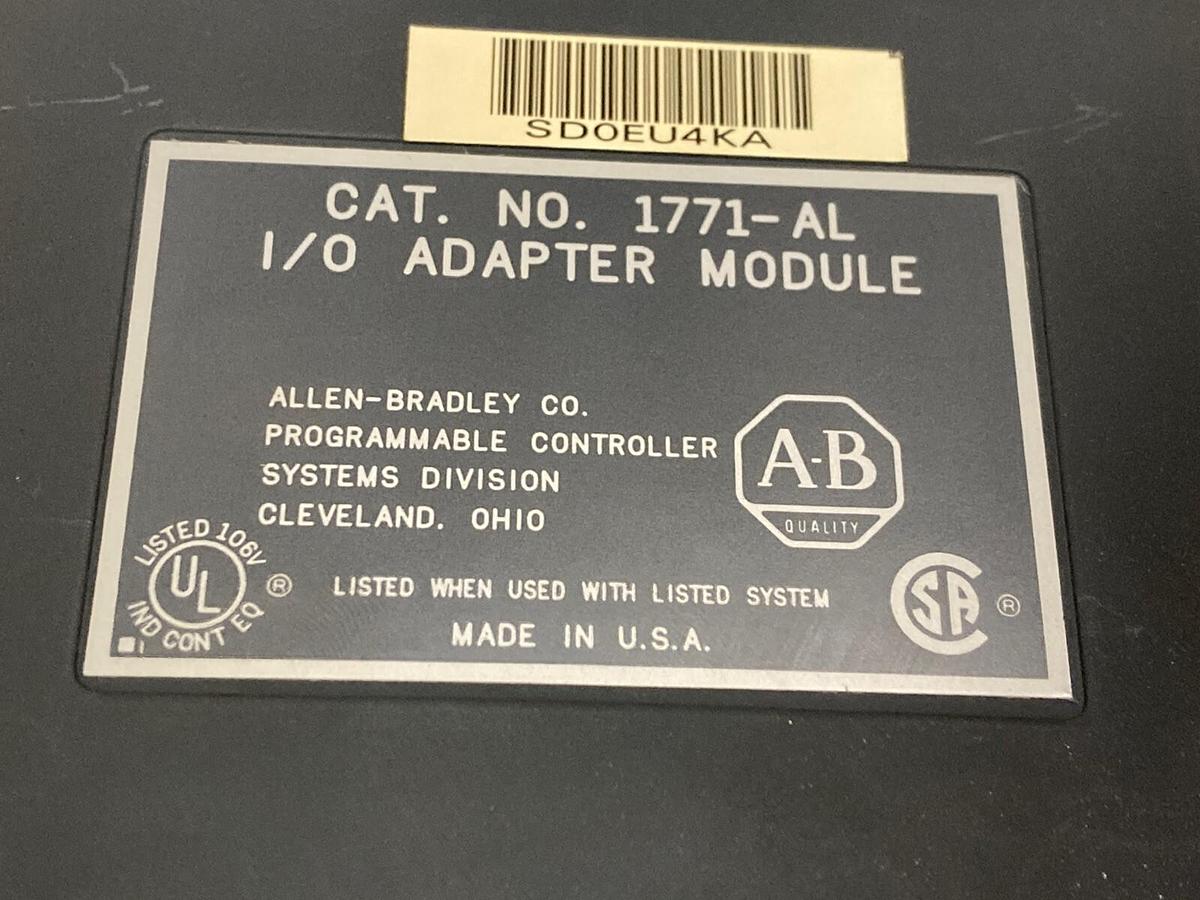 SD0EU4KA
CAT. NO. 1771-AL
I/O ADAPTER MODULE
ALLEN-BRADLEY CO.
PROGRAMMABLE CONTROLLER
SYSTEMS DIVISION
CLEVELAND. OHIO
A-B
QUALITY
LISTED 106V
UL ®
IND CONT EQ
LISTED WHEN USED WITH LISTED SYSTEM
MADE IN U.S.A.
CSA ®